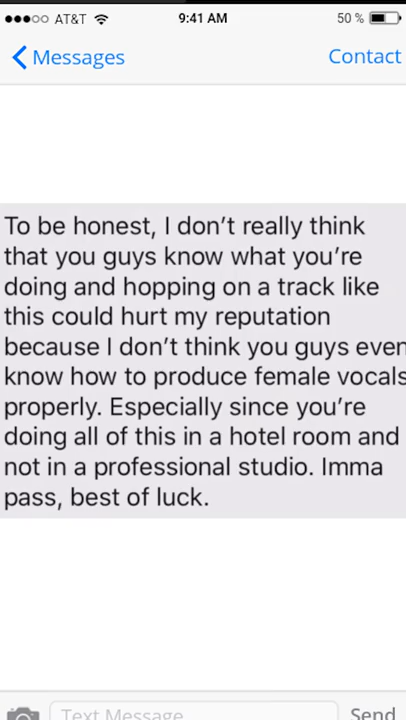 AT&T 9:41 AM 50 %
Messages Contact
To be honest, I don't really think
that you guys know what you're
doing and hopping on a track like
this could hurt my reputation
because I don't think you guys even
know how to produce female vocals
properly. Especially since you're
doing all of this in a hotel room and
not in a professional studio. Imma
pass, best of luck.
Text Message Send